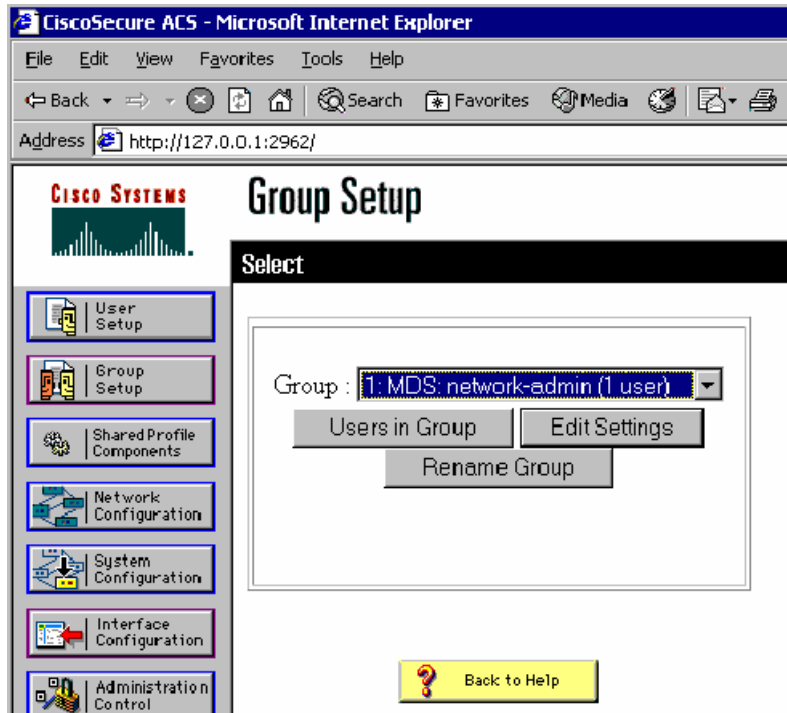 CiscoSecure ACS - Microsoft Internet Explorer
File Edit View Favorites Tools Help
Back Search Favorites Media
Address http://127.0.0.1:2962/
CISCO SYSTEMS
Group Setup
Select
User
Setup
Group
Setup
Shared Profile
Components
Network
Configuration
System
Configuration
Interface
Configuration
Administration
Control
Group : 1: MDS: network-admin (1 user)
Users in Group Edit Settings
Rename Group
? Back to Help